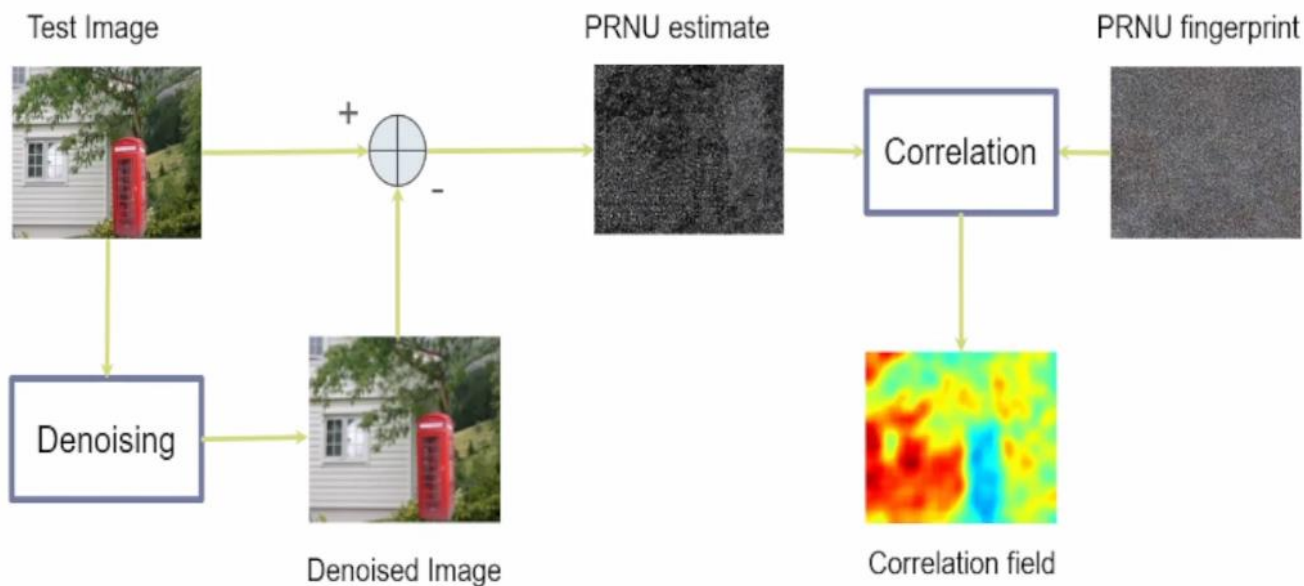 Test Image
PRNU estimate
PRNU fingerprint
+
-
Correlation
Denoising
Denoised Image
Correlation field